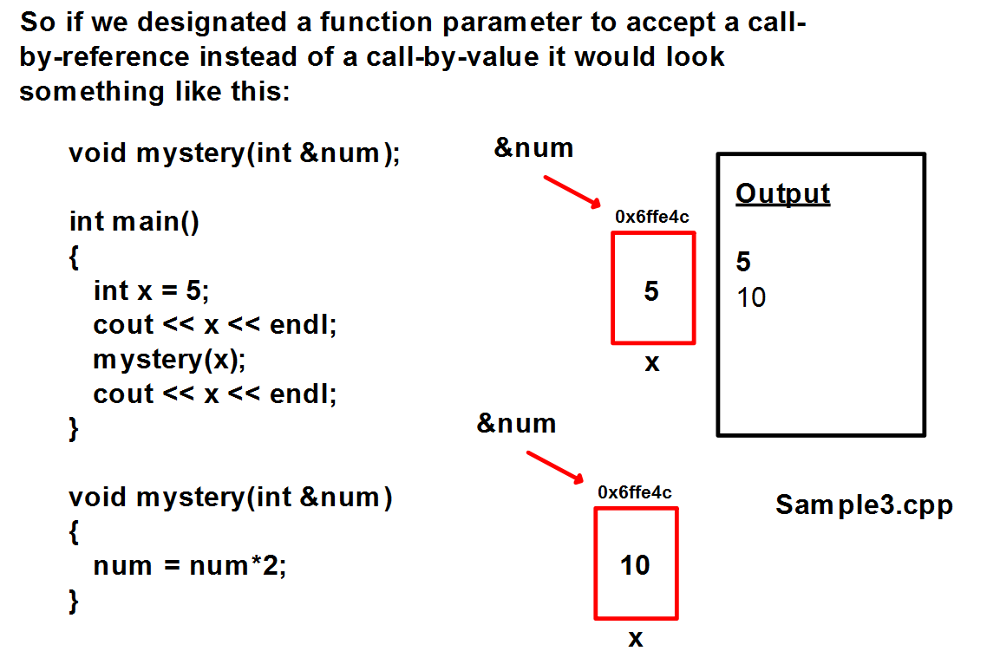 So if we designated a function parameter to accept a call-
by-reference instead of a call-by-value it would look
something like this:
void mystery(int &num);
int main()
{
int x = 5;
cout << x << endl;
mystery(x);
cout << x << endl;
}
void mystery(int &num)
{
num = num*2;
}
&num
0x6ffe4c
5
x
&num
0x6ffe4c
10
x
Output
5
10
Sample3.cpp